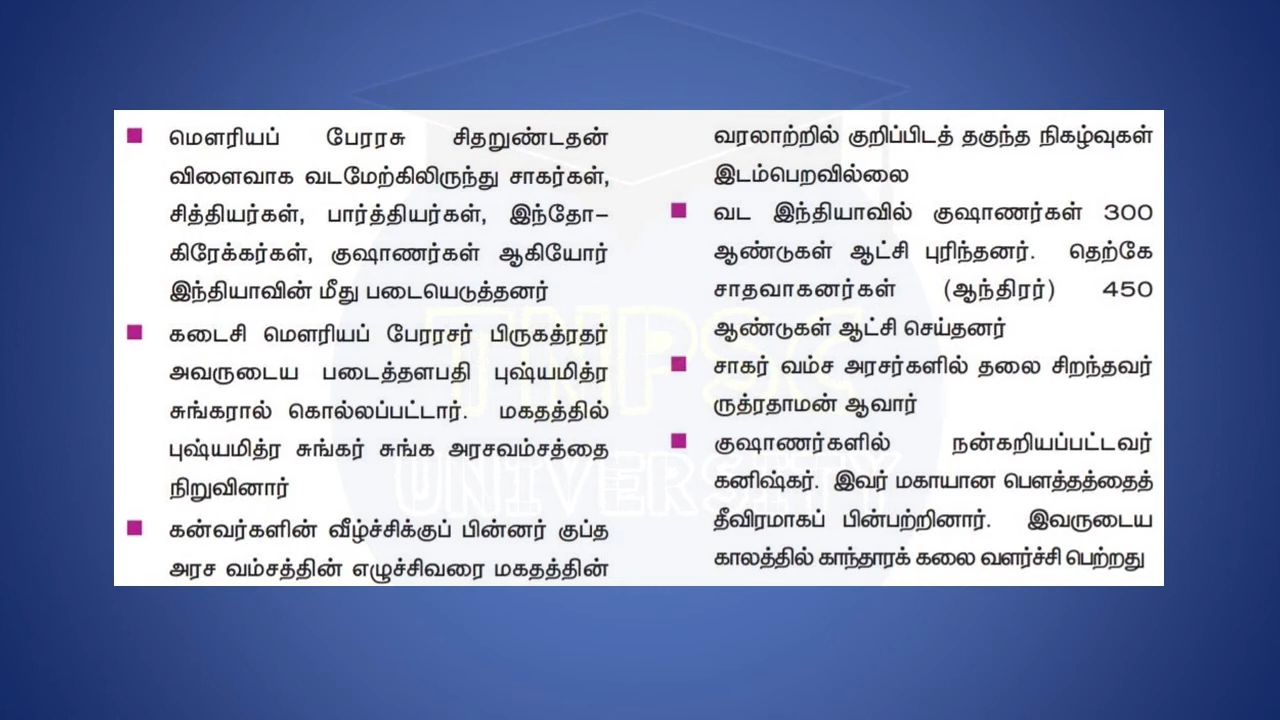 ■ மௌரியப் பேரரசு சிதறுண்டதன்
விளைவாக வடமேற்கிலிருந்து சாகர்கள்,
சித்தியர்கள், பார்த்தியர்கள், இந்தோ–
கிரேக்கர்கள், குஷாணர்கள் ஆகியோர்
இந்தியாவின் மீது படையெடுத்தனர்
■ கடைசி மௌரியப் பேரரசர் பிருகத்ரதர்
அவருடைய படைத்தளபதி புஷ்யமித்ர
சுங்கரால் கொல்லப்பட்டார். மகதத்தில்
புஷ்யமித்ர சுங்கர் சுங்க அரசவம்சத்தை
நிறுவினார்
■ கன்வர்களின் வீழ்ச்சிக்குப் பின்னர் குப்த
அரச வம்சத்தின் எழுச்சிவரை மகதத்தின்
வரலாற்றில் குறிப்பிடத் தகுந்த நிகழ்வுகள்
இடம்பெறவில்லை
■ வட இந்தியாவில் குஷாணர்கள் 300
ஆண்டுகள் ஆட்சி புரிந்தனர். தெற்கே
சாதவாகனர்கள் (ஆந்திரர்) 450
ஆண்டுகள் ஆட்சி செய்தனர்
■ சாகர் வம்ச அரசர்களில் தலை சிறந்தவர்
ருத்ரதாமன் ஆவார்
■ குஷாணர்களில் நன்கறியப்பட்டவர்
கனிஷ்கர். இவர் மகாயான பௌத்தத்தைத்
தீவிரமாகப் பின்பற்றினார். இவருடைய
காலத்தில் காந்தாரக் கலை வளர்ச்சி பெற்றது
TNPSC
UNIVERSITY